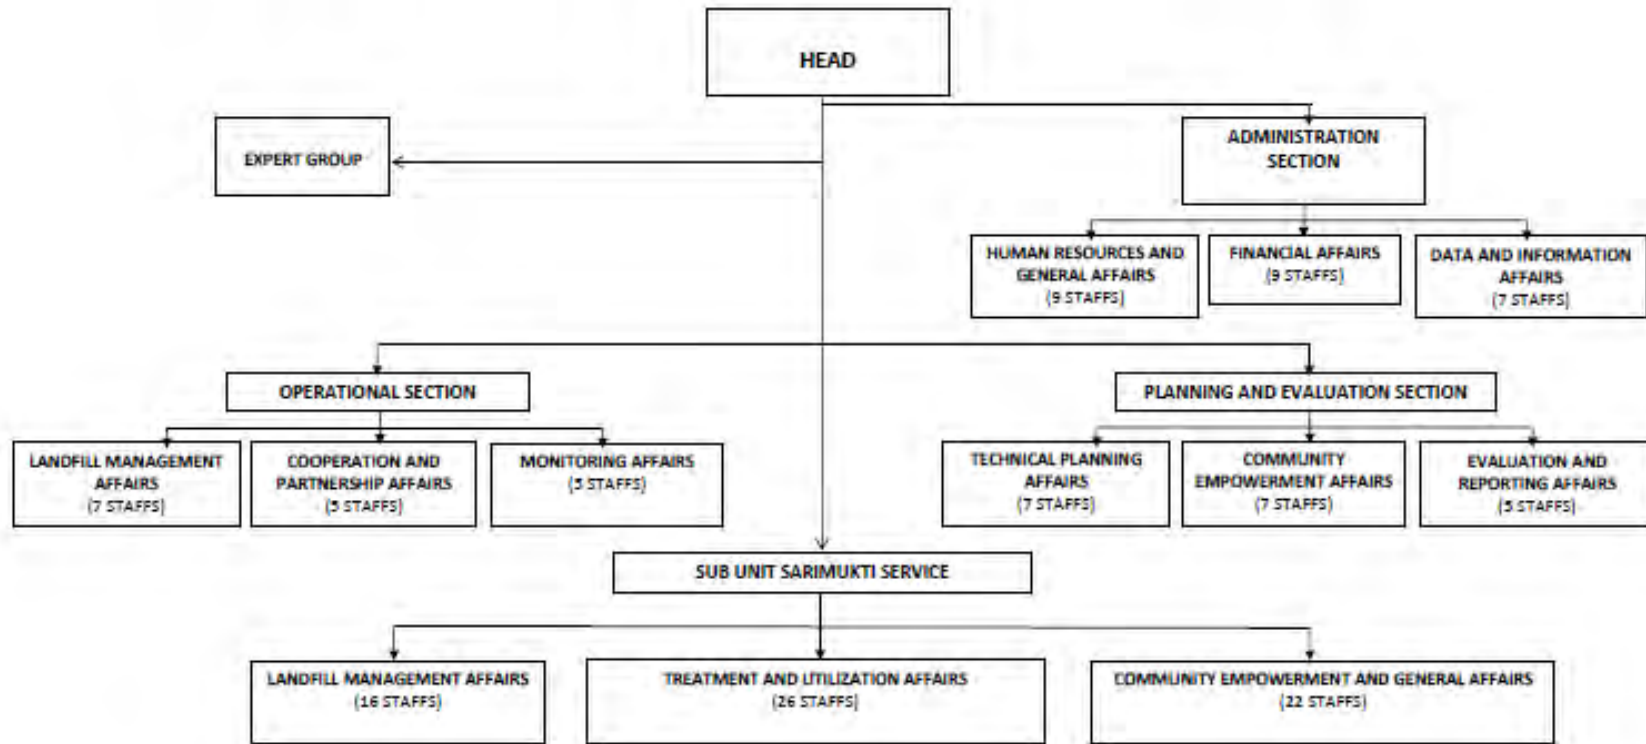 HEAD
EXPERT GROUP
ADMINISTRATION
SECTION
HUMAN RESOURCES AND
GENERAL AFFAIRS
(9 STAFFS)
FINANCIAL AFFAIRS
(9 STAFFS)
DATA AND INFORMATION
AFFAIRS
(7 STAFFS)
OPERATIONAL SECTION
PLANNING AND EVALUATION SECTION
LANDFILL MANAGEMENT
AFFAIRS
(7 STAFFS)
COOPERATION AND
PARTNERSHIP AFFAIRS
(5 STAFFS)
MONITORING AFFAIRS
(5 STAFFS)
TECHNICAL PLANNING
AFFAIRS
(7 STAFFS)
COMMUNITY
EMPOWERMENT AFFAIRS
(7 STAFFS)
EVALUATION AND
REPORTING AFFAIRS
(5 STAFFS)
SUB UNIT SARIMUKTI SERVICE
LANDFILL MANAGEMENT AFFAIRS
(16 STAFFS)
TREATMENT AND UTILIZATION AFFAIRS
(26 STAFFS)
COMMUNITY EMPOWERMENT AND GENERAL AFFAIRS
(22 STAFFS)